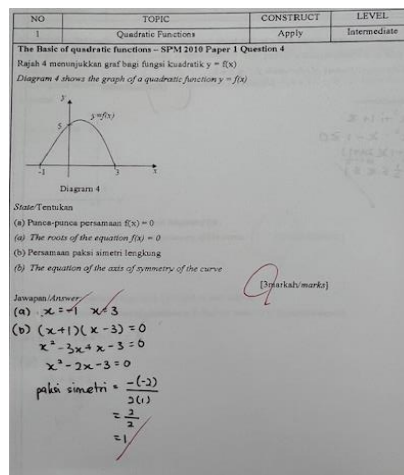 NO TOPIC CONSTRUCT LEVEL
1 Quadratic Functions Apply Intermediate
The Basic of quadratic functions – SPM 2010 Paper 1 Question 4
Rajah 4 menunjukkan graf bagi fungsi kuadratik y = f(x)
Diagram 4 shows the graph of a quadratic function y = f(x)
y
y=f(x)
5
-1 3 x
Diagram 4
State/Tentukan
(a) Punca-punca persamaan f(x) = 0
(a) The roots of the equation f(x) = 0
(b) Persamaan paksi simetri lengkung
(b) The equation of the axis of symmetry of the curve
[3markah/marks]
Jawapan/Answer
(a) x = -1 x = 3
(b) (x+1)(x-3) = 0
x² - 3x + x - 3 = 0
x² - 2x - 3 = 0
paksi simetri = -(-2)
2(1)
= 2
2
= 1